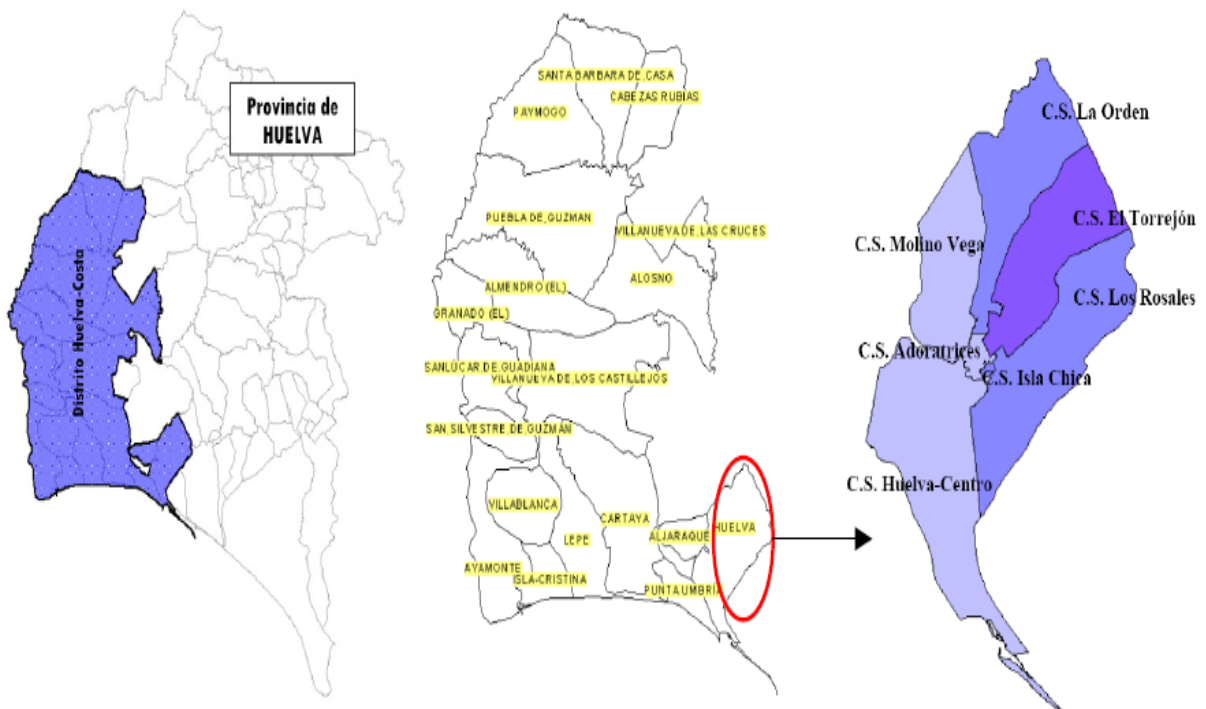 Provincia de
HUELVA
Distrito Huelva-Costa
SANTA BARBARA DE CASA
CABEZAS RUBIAS
PAYMOGO
PUEBLA DE GUZMAN
VILLANUEVA DE LAS CRUCES
ALOSNO
ALMENDRO (EL)
GRANADO (EL)
SANLUCAR DE GUADIANA
VILLANUEVA DE LOS CASTILLEJOS
SAN SILVESTRE DE GUZMÁN
VILLABLANCA
CARTAYA
LEPE
ALJARAQUE
HUELVA
AYAMONTE
ISLA-CRISTINA
PUNTA UMBRÍA
C.S. La Orden
C.S. El Torrejón
C.S. Molino Vega
C.S. Los Rosales
C.S. Adoratrices
C.S. Isla Chica
C.S. Huelva-Centro